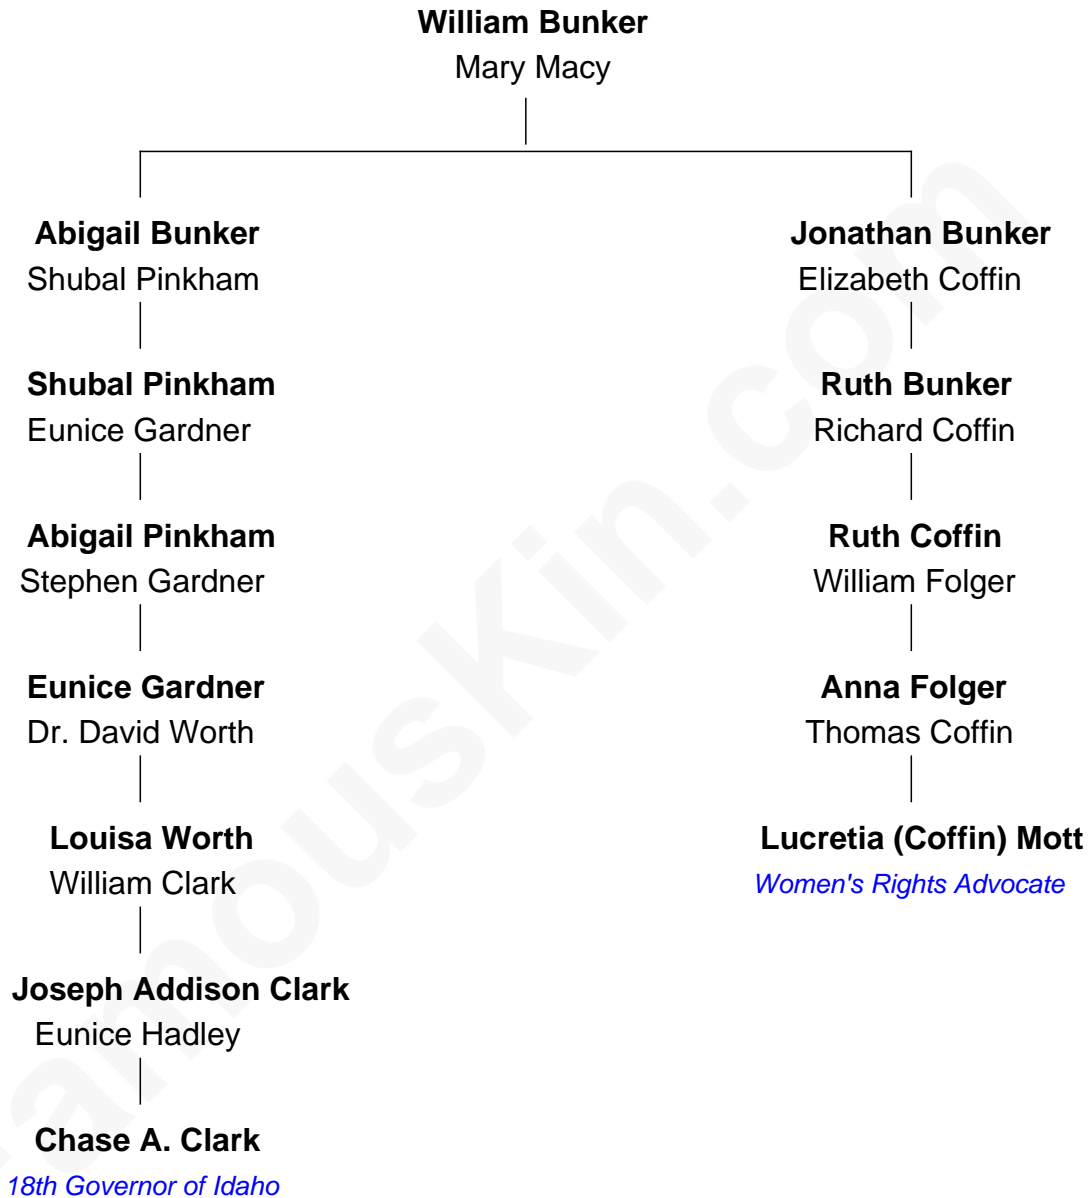 William Bunker
Mary Macy
Abigail Bunker
Shubal Pinkham
Jonathan Bunker
Elizabeth Coffin
Shubal Pinkham
Eunice Gardner
Ruth Bunker
Richard Coffin
Abigail Pinkham
Stephen Gardner
Ruth Coffin
William Folger
Eunice Gardner
Dr. David Worth
Anna Folger
Thomas Coffin
Louisa Worth
William Clark
Lucretia (Coffin) Mott
Women's Rights Advocate
Joseph Addison Clark
Eunice Hadley
Chase A. Clark
18th Governor of Idaho
FamousKin.com